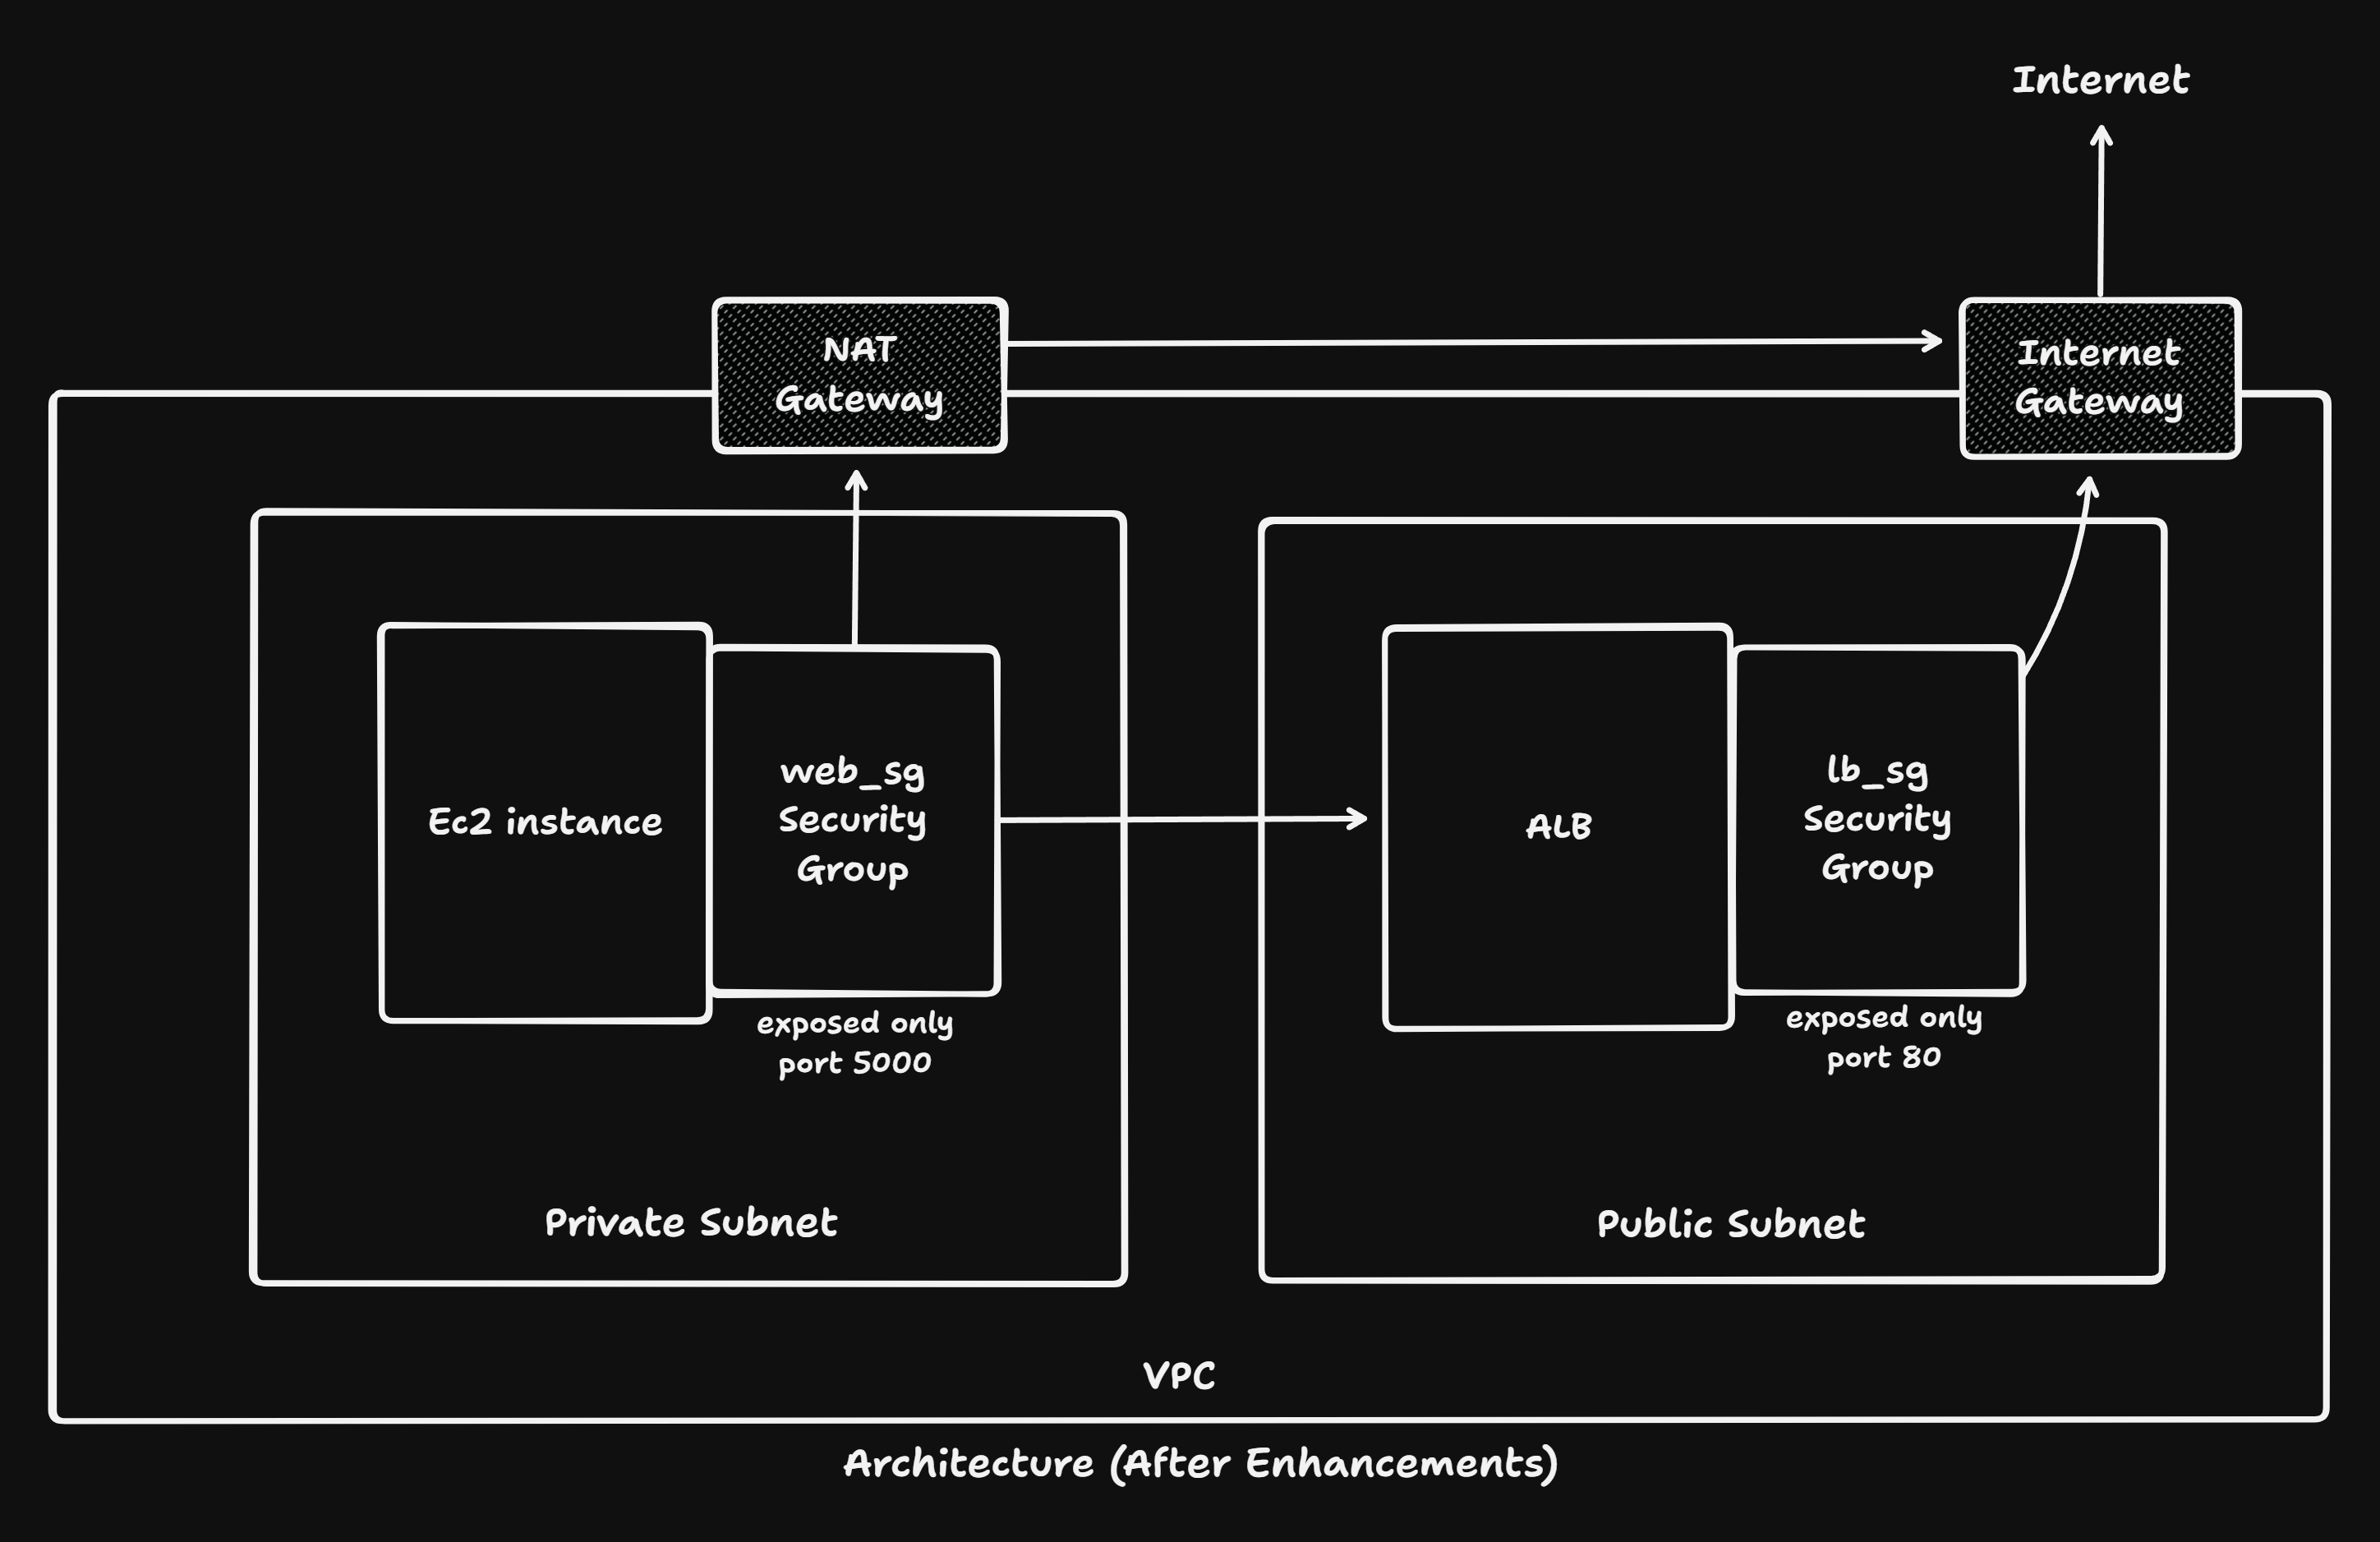 Internet
NAT
Gateway
Internet
Gateway
Ec2 instance
web_sg
Security
Group
exposed only
port 5000
Private Subnet
ALB
lb_sg
Security
Group
exposed only
port 80
Public Subnet
VPC
Architecture (After Enhancements)